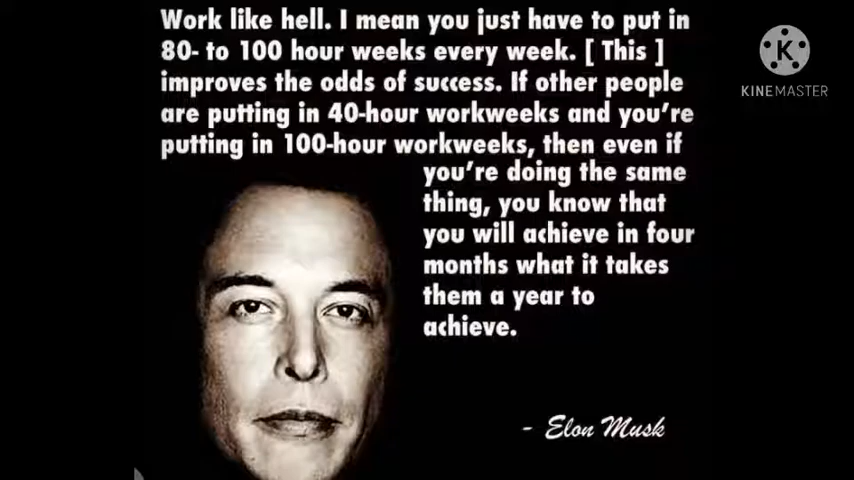 Work like hell. I mean you just have to put in
80- to 100 hour weeks every week. [ This ]
improves the odds of success. If other people
are putting in 40-hour workweeks and you're
putting in 100-hour workweeks, then even if
you're doing the same
thing, you know that
you will achieve in four
months what it takes
them a year to
achieve.
- Elon Musk
K
KINEMASTER